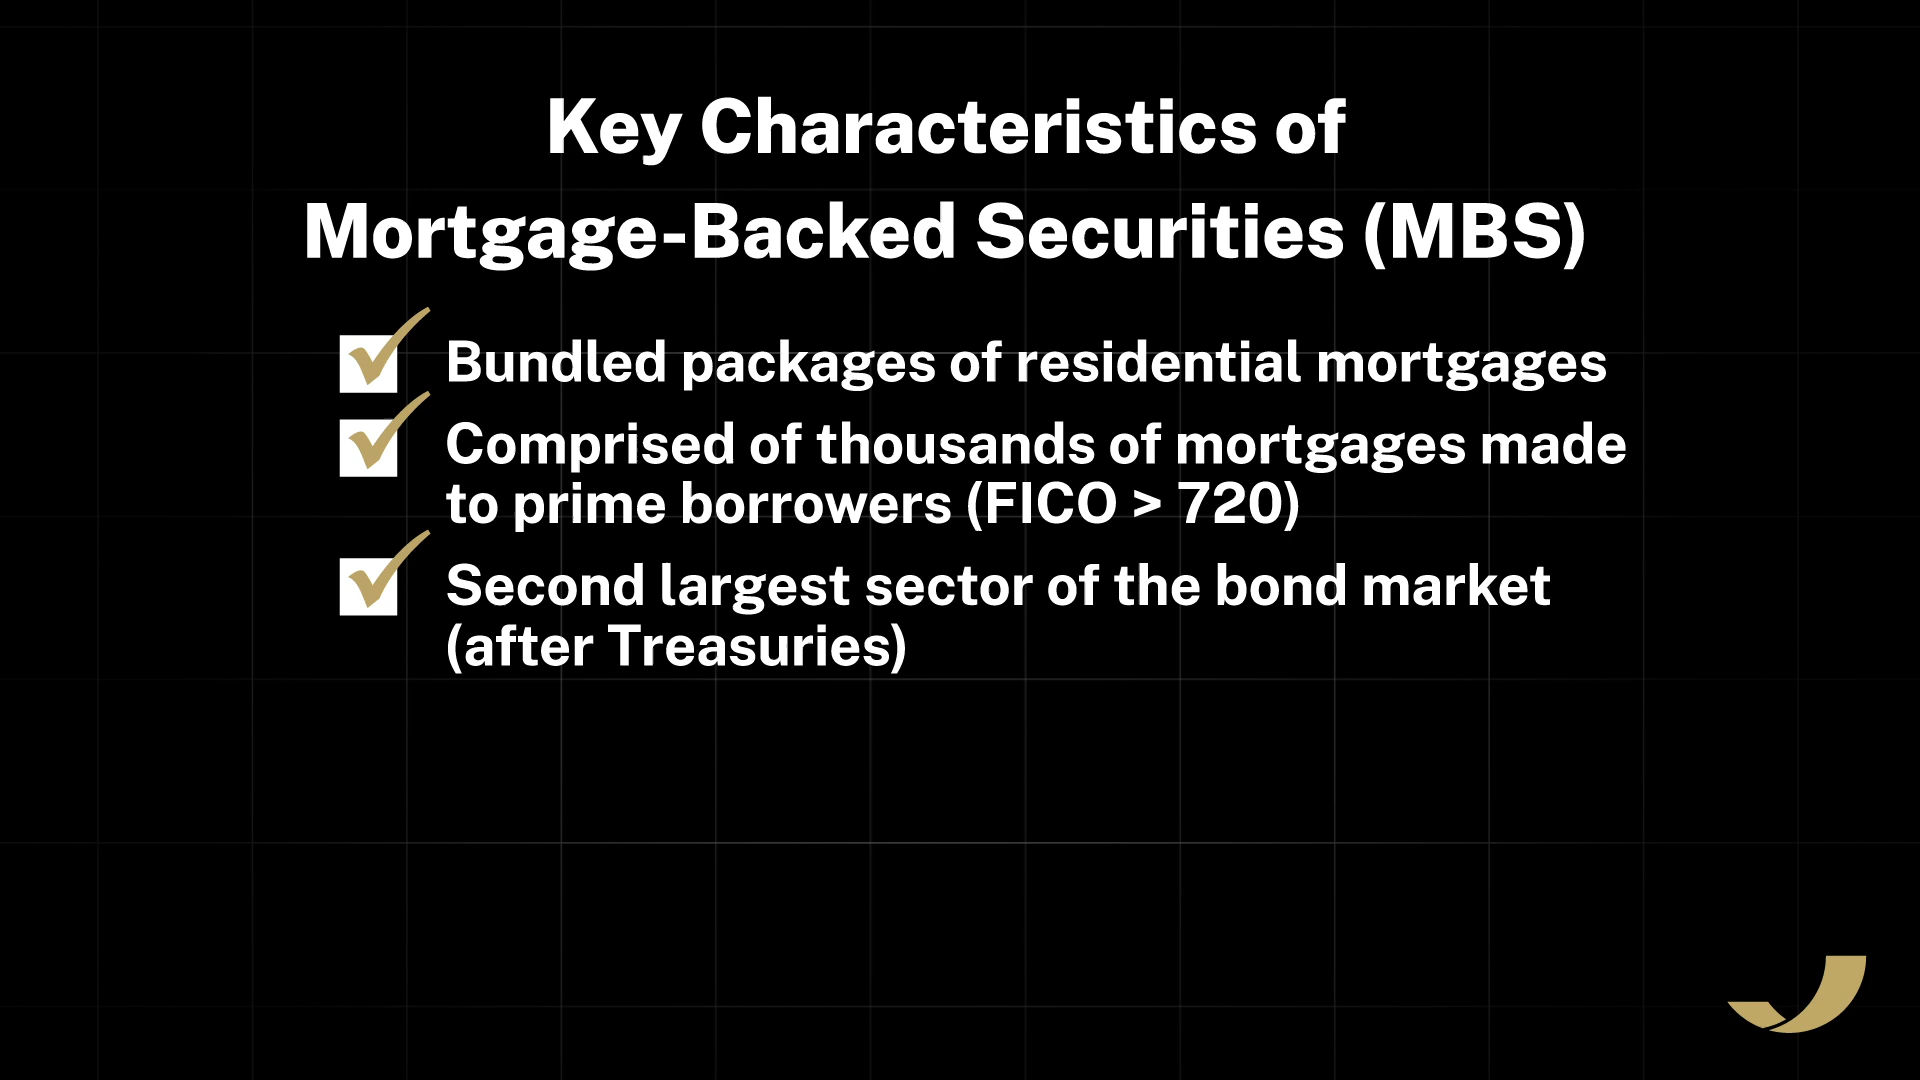 Key Characteristics of
Mortgage-Backed Securities (MBS)
Bundled packages of residential mortgages
Comprised of thousands of mortgages made
to prime borrowers (FICO > 720)
Second largest sector of the bond market
(after Treasuries)